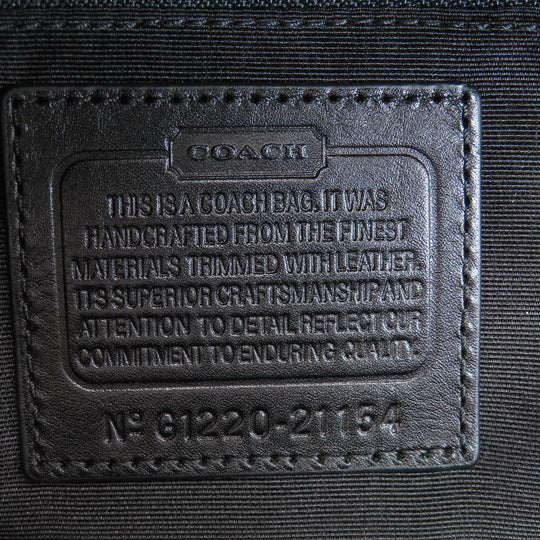 COACH
THIS IS A COACH BAG. IT WAS
HANDCRAFTED FROM THE FINEST
MATERIALS TRIMMED WITH LEATHER.
ITS SUPERIOR CRAFTSMANSHIP AND
ATTENTION TO DETAIL REFLECT OUR
COMMITMENT TO ENDURING QUALITY.
Nº G1220-21154